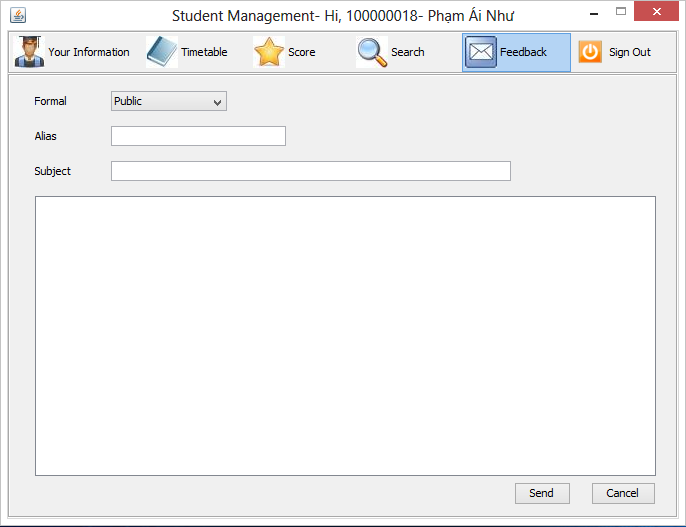 Student Management- Hi, 100000018- Phạm Ái Như
Your Information Timetable Score Search Feedback Sign Out
Formal Public
Alias
Subject
Send Cancel